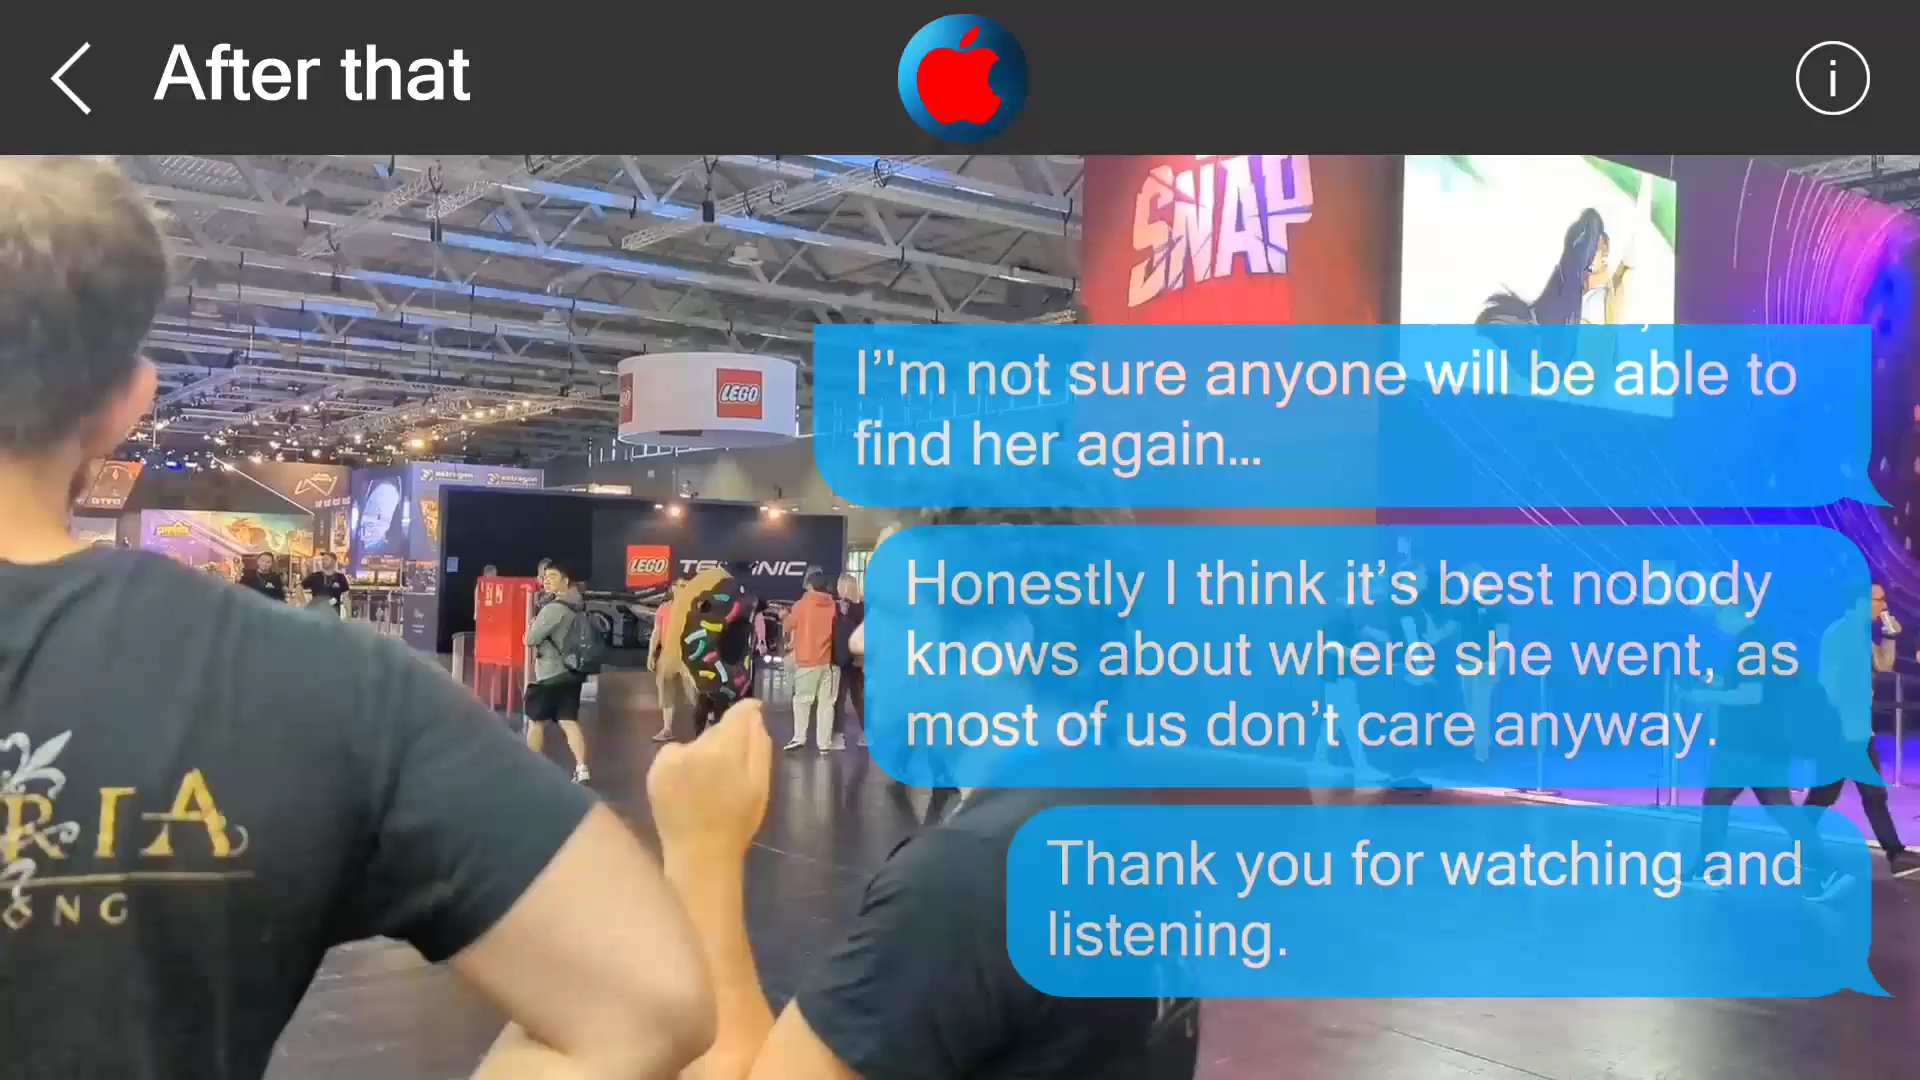 After that
i
SNAP
I’'m not sure anyone will be able to
find her again...
LEGO
Honestly I think it’s best nobody
knows about where she went, as
most of us don’t care anyway.
LEGO
Thank you for watching and
listening.
RIA
ONG